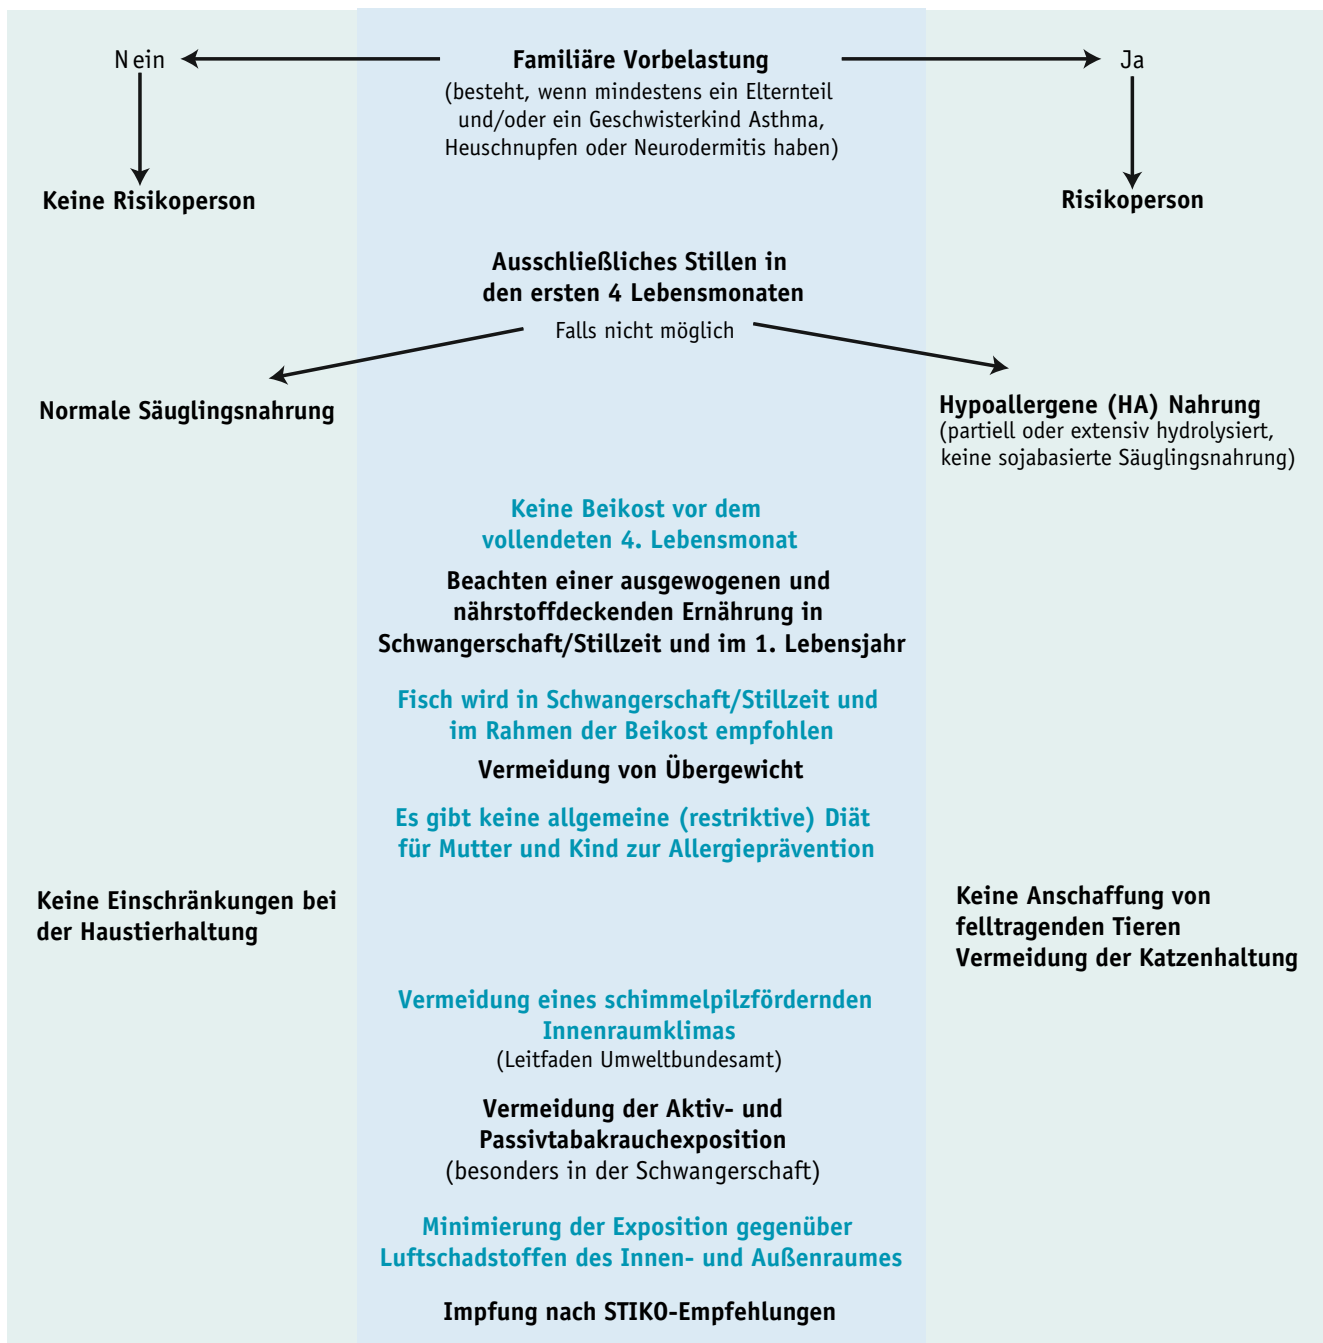 Nein
Familiäre Vorbelastung
Ja
(besteht, wenn mindestens ein Elternteil
und/oder ein Geschwisterkind Asthma,
Heuschnupfen oder Neurodermitis haben)
Keine Risikoperson
Risikoperson
Ausschließliches Stillen in
den ersten 4 Lebensmonaten
Falls nicht möglich
Normale Säuglingsnahrung
Hypoallergene (HA) Nahrung
(partiell oder extensiv hydrolysiert,
keine sojabasierte Säuglingsnahrung)
Keine Beikost vor dem
vollendeten 4. Lebensmonat
Beachten einer ausgewogenen und
nährstoffdeckenden Ernährung in
Schwangerschaft/Stillzeit und im 1. Lebensjahr
Fisch wird in Schwangerschaft/Stillzeit und
im Rahmen der Beikost empfohlen
Vermeidung von Übergewicht
Es gibt keine allgemeine (restriktive) Diät
für Mutter und Kind zur Allergieprävention
Keine Einschränkungen bei
der Haustierhaltung
Keine Anschaffung von
felltragenden Tieren
Vermeidung der Katzenhaltung
Vermeidung eines schimmelpilzfördernden
Innenraumklimas
(Leitfaden Umweltbundesamt)
Vermeidung der Aktiv- und
Passivtabakrauchexposition
(besonders in der Schwangerschaft)
Minimierung der Exposition gegenüber
Luftschadstoffen des Innen- und Außenraumes
Impfung nach STIKO-Empfehlungen